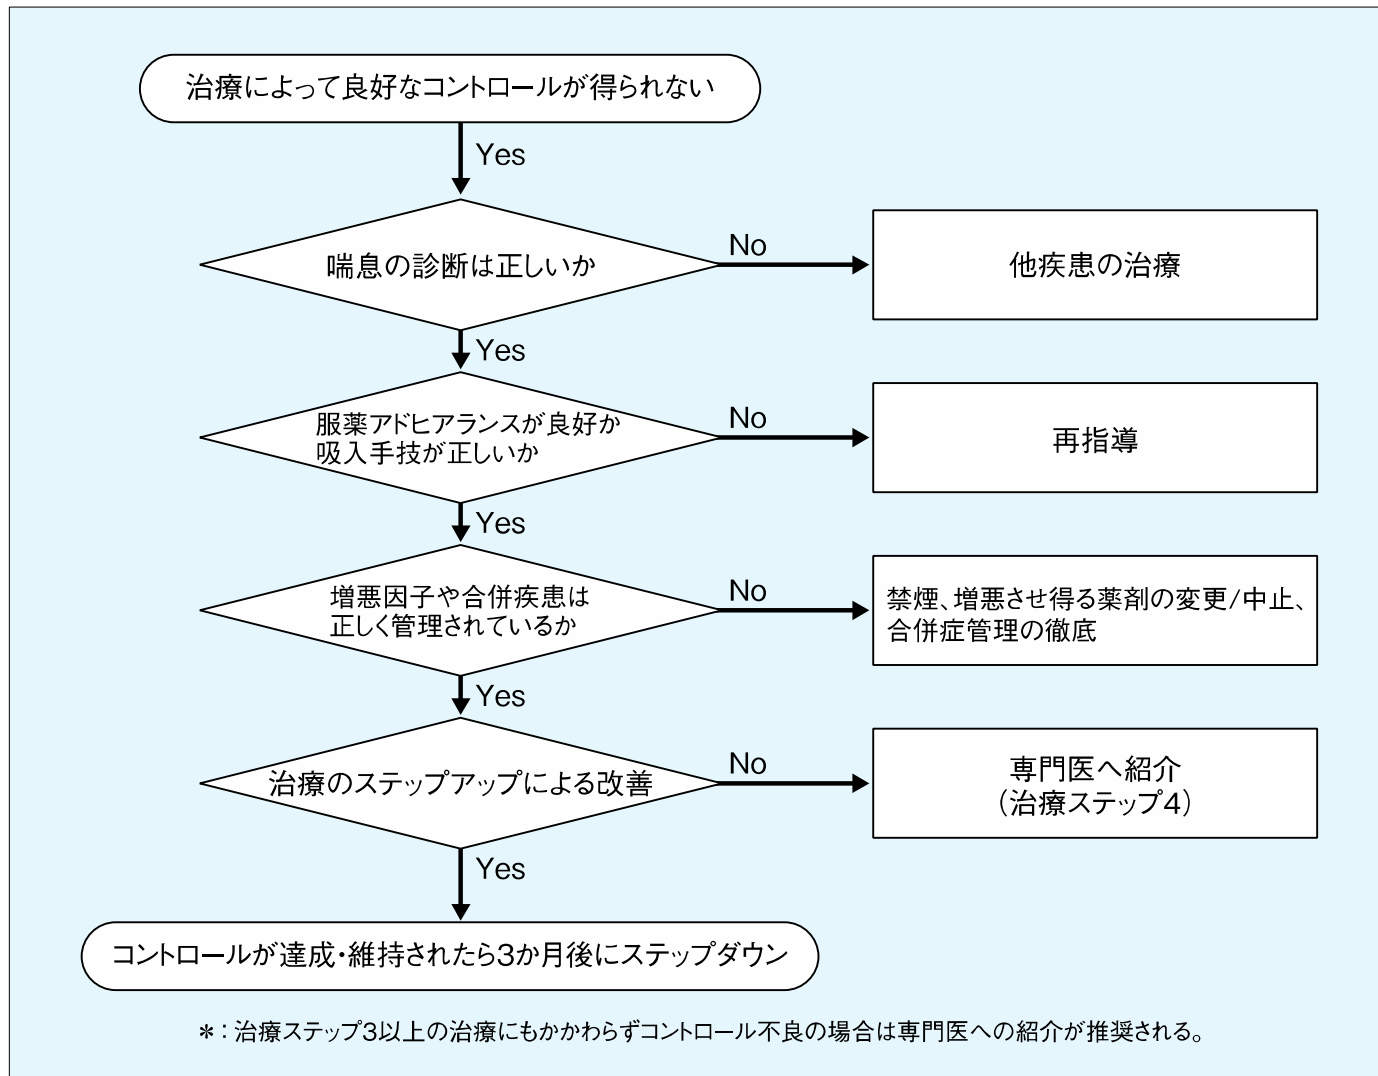 治療によって良好なコントロールが得られない
Yes
喘息の診断は正しいか
No
他疾患の治療
Yes
服薬アドヒアランスが良好か
吸入手技が正しいか
No
再指導
Yes
増悪因子や合併疾患は
正しく管理されているか
No
禁煙、増悪させ得る薬剤の変更/中止、
合併症管理の徹底
Yes
治療のステップアップによる改善
No
専門医へ紹介
(治療ステップ4)
Yes
コントロールが達成・維持されたら3か月後にステップダウン
*：治療ステップ3以上の治療にもかかわらずコントロール不良の場合は専門医への紹介が推奨される。